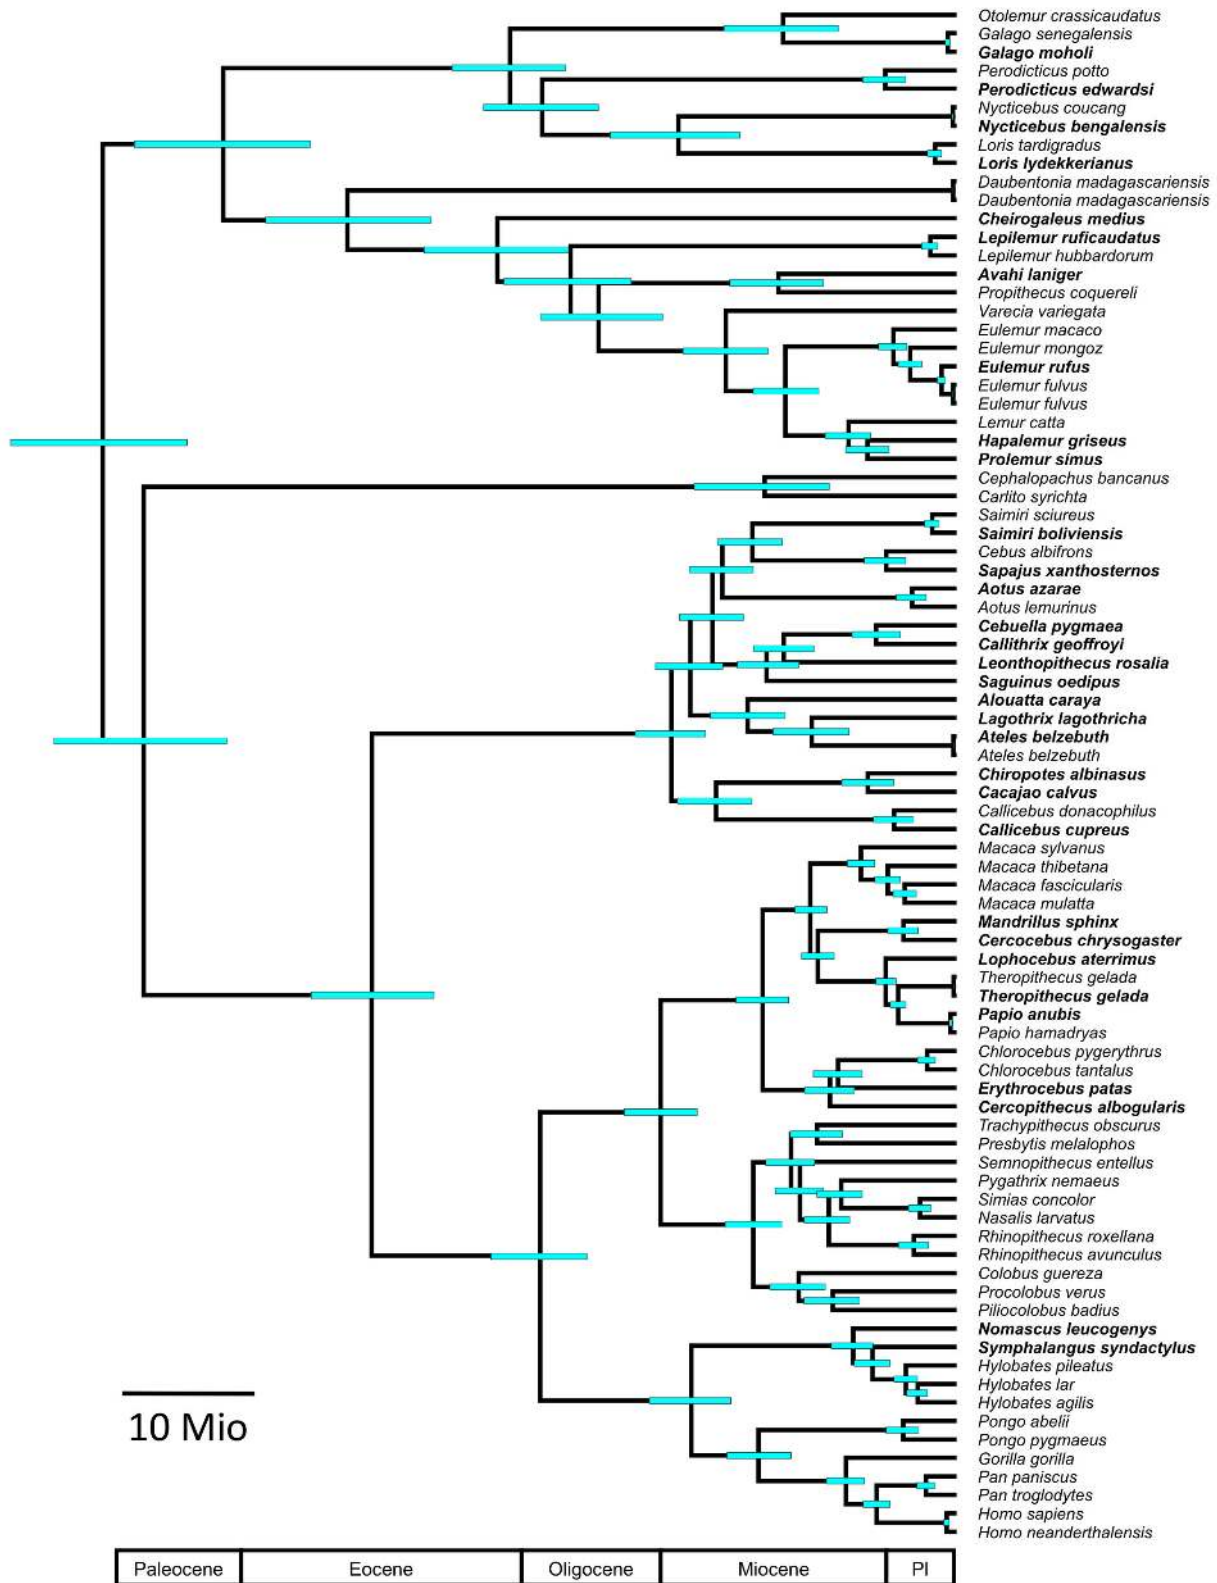 Otolemur crassicaudatus
Galago senegalensis
Galago moholi
Perodicticus potto
Perodicticus edwardsi
Nycticebus coucang
Nycticebus bengalensis
Loris tardigradus
Loris lydekkerianus
Daubentonia madagascariensis
Daubentonia madagascariensis
Cheirogaleus medius
Lepilemur ruficaudatus
Lepilemur hubbardorum
Avahi laniger
Propithecus coquereli
Varecia variegata
Eulemur macaco
Eulemur mongoz
Eulemur rufus
Eulemur fulvus
Eulemur fulvus
Lemur catta
Hapalemur griseus
Prolemur simus
Cephalopachus bancanus
Carlito syrichta
Saimiri sciureus
Saimiri boliviensis
Cebus albifrons
Sapajus xanthosternos
Aotus azarae
Aotus lemurinus
Cebuella pygmaea
Callithrix geoffroyi
Leonthopithecus rosalia
Saguinus oedipus
Alouatta caraya
Lagothrix lagothricha
Ateles belzebuth
Ateles belzebuth
Chiropotes albinasus
Cacajao calvus
Callicebus donacophilus
Callicebus cupreus
Macaca sylvanus
Macaca thibetana
Macaca fascicularis
Macaca mulatta
Mandrillus sphinx
Cercocebus chrysogaster
Lophocebus aterrimus
Theropithecus gelada
Theropithecus gelada
Papio anubis
Papio hamadryas
Chlorocebus pygerythrus
Chlorocebus tantalus
Erythrocebus patas
Cercopithecus albogularis
Trachypithecus obscurus
Presbytis melalophos
Semnopithecus entellus
Pygathrix nemaeus
Simias concolor
Nasalis larvatus
Rhinopithecus roxellana
Rhinopithecus avunculus
Colobus guereza
Procolobus verus
Piliocolobus badius
Nomascus leucogenys
Symphalangus syndactylus
Hylobates pileatus
Hylobates lar
Hylobates agilis
Pongo abelii
Pongo pygmaeus
Gorilla gorilla
Pan paniscus
Pan troglodytes
Homo sapiens
Homo neanderthalensis
10 Mio
Paleocene Eocene Oligocene Miocene Pl